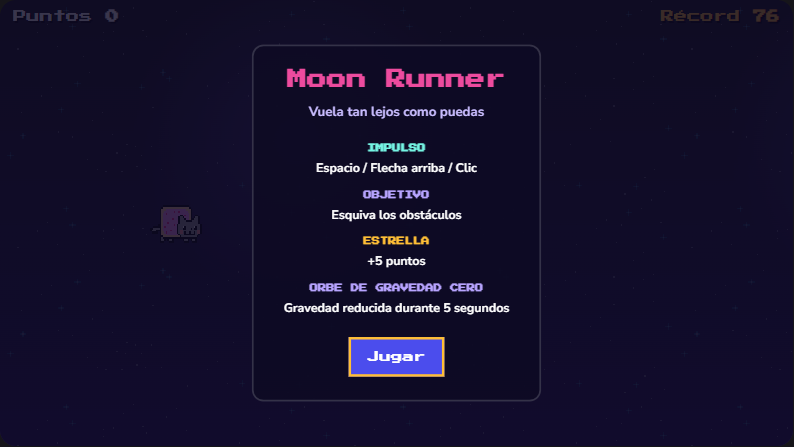 Puntos 0
Récord 76
Moon Runner
Vuela tan lejos como puedas
IMPULSO
Espacio / Flecha arriba / Clic
OBJETIVO
Esquiva los obstáculos
ESTRELLA
+5 puntos
ORBE DE GRAVEDAD CERO
Gravedad reducida durante 5 segundos
Jugar